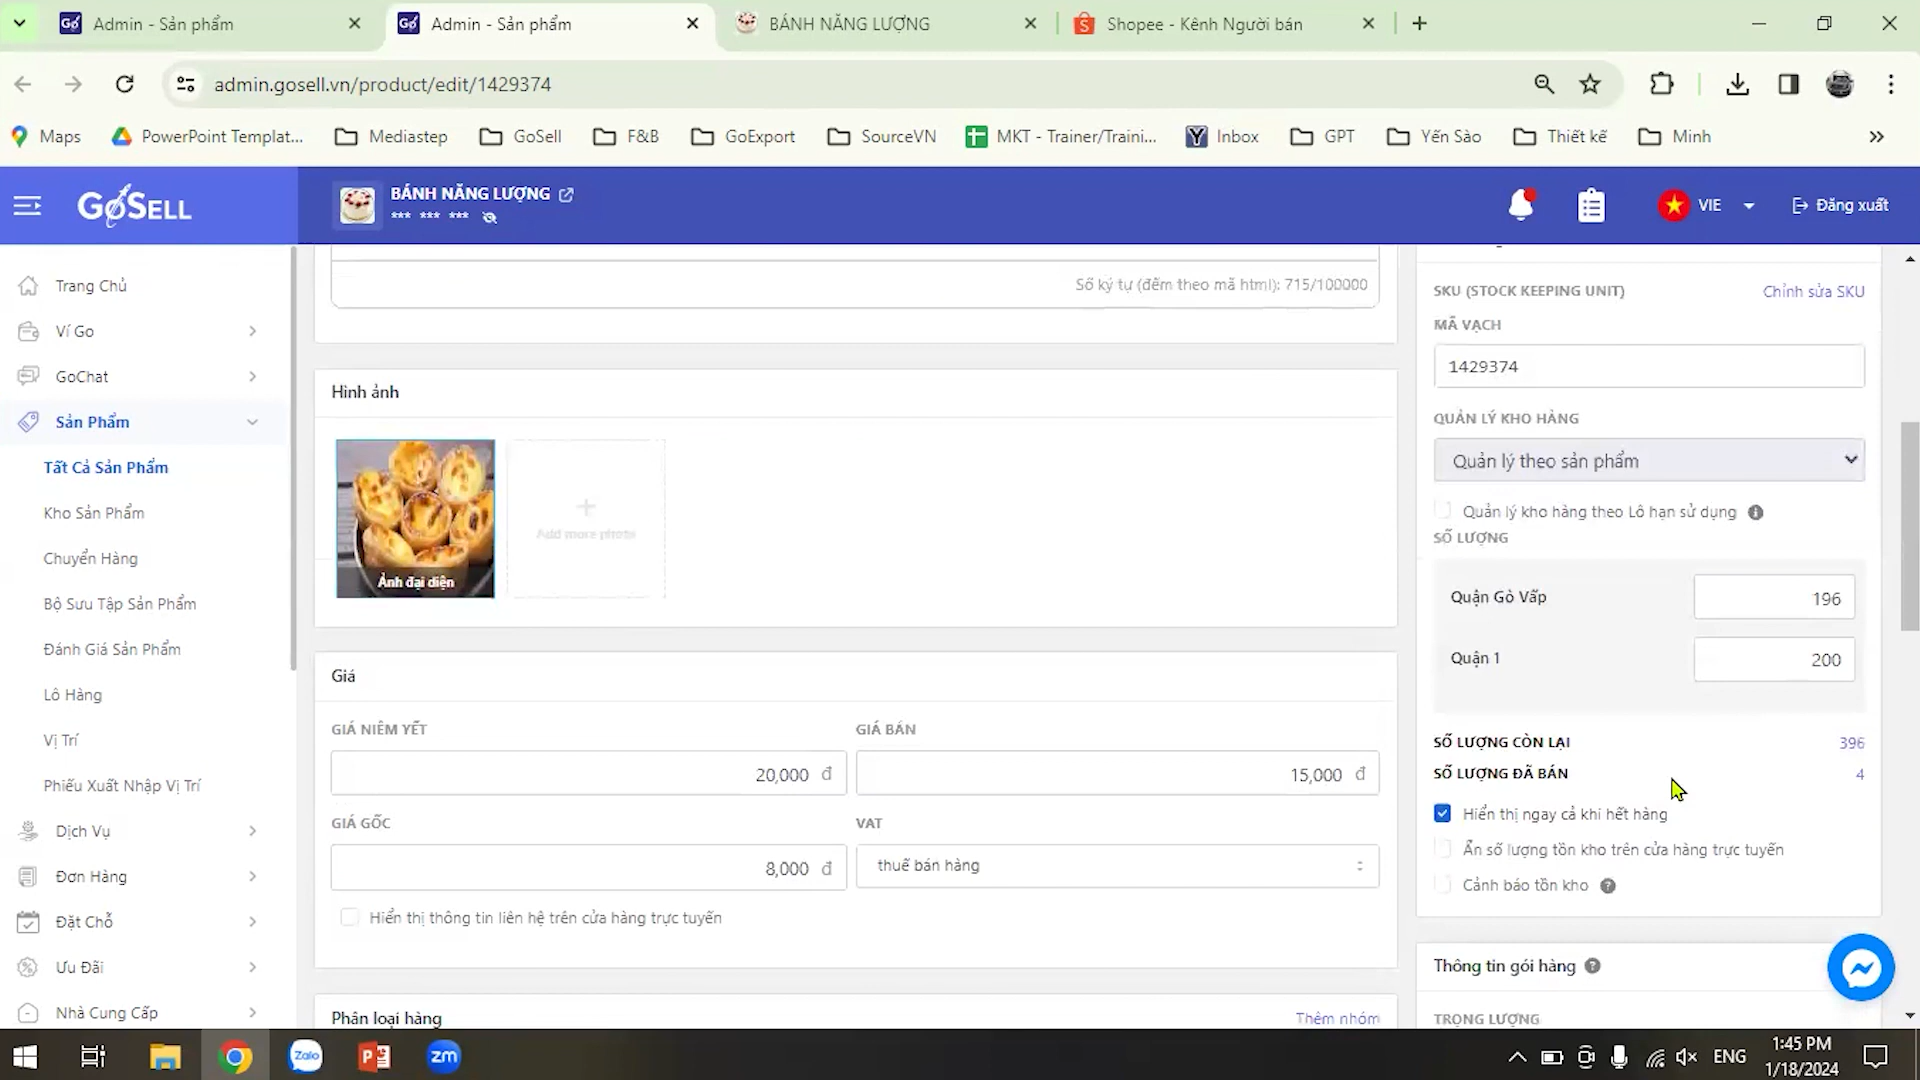 Admin - Sản phẩm
Admin - Sản phẩm
BÁNH NĂNG LƯỢNG
Shopee - Kênh Người bán
admin.gosell.vn/product/edit/1429374
Maps
PowerPoint Templat...
Mediastep
GoSell
F&B
GoExport
SourceVN
MKT - Trainer/Traini...
Inbox
GPT
Yến Sào
Thiết kế
Minh
GOSELL
BÁNH NĂNG LƯỢNG
*** *** ***
VIE
Đăng xuất
Trang Chủ
Ví Go
GoChat
Sản Phẩm
Tất Cả Sản Phẩm
Kho Sản Phẩm
Chuyển Hàng
Bộ Sưu Tập Sản Phẩm
Đánh Giá Sản Phẩm
Lô Hàng
Vị Trí
Phiếu Xuất Nhập Vị Trí
Dịch Vụ
Đơn Hàng
Đặt Chỗ
Ưu Đãi
Nhà Cung Cấp
Số ký tự (đếm theo mã html): 715/100000
Hình ảnh
Ảnh đại diện
Add more photo
Giá
GIÁ NIÊM YẾT
GIÁ BÁN
20,000 đ
15,000 đ
GIÁ GỐC
VAT
8,000 đ
thuế bán hàng
Hiển thị thông tin liên hệ trên cửa hàng trực tuyến
Phân loại hàng
Thêm nhóm
SKU (STOCK KEEPING UNIT)
Chỉnh sửa SKU
MÃ VẠCH
1429374
QUẢN LÝ KHO HÀNG
Quản lý theo sản phẩm
Quản lý kho hàng theo Lô hạn sử dụng
SỐ LƯỢNG
Quận Gò Vấp
196
Quận 1
200
SỐ LƯỢNG CÒN LẠI
396
SỐ LƯỢNG ĐÃ BÁN
4
Hiển thị ngay cả khi hết hàng
Ẩn số lượng tồn kho trên cửa hàng trực tuyến
Cảnh báo tồn kho
Thông tin gói hàng
TRỌNG LƯỢNG
Zalo
zm
ENG
1:45 PM
1/18/2024